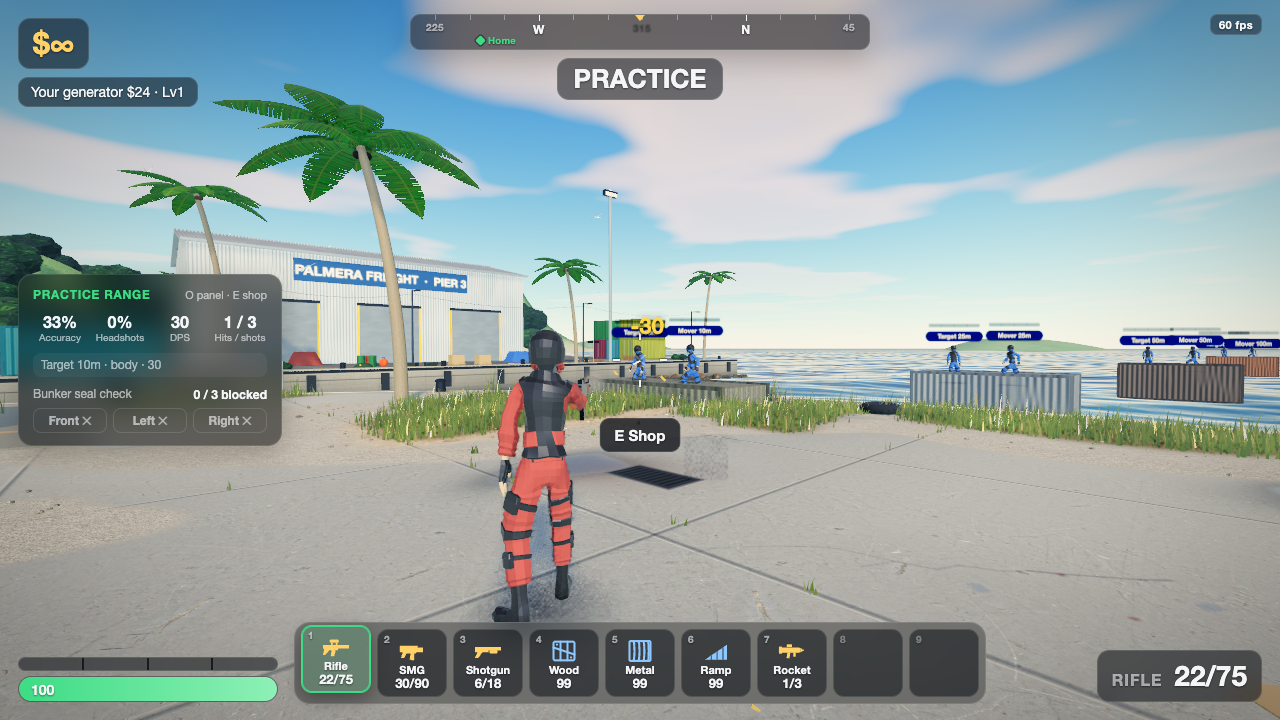 $∞
Your generator $24 · Lv1
225
W
315
N
45
Home
60 fps
PRACTICE
PALMERA FREIGHT · PIER 3
PRACTICE RANGE
O panel · E shop
33%
0%
30
1 / 3
Accuracy
Headshots
DPS
Hits / shots
Target 10m · body · 30
Bunker seal check
0 / 3 blocked
Front ✕
Left ✕
Right ✕
30
Mover 10m
Target 25m
Mover 25m
Target 50m
Mover 50m
Mover 100m
E Shop
100
1
Rifle
22/75
2
SMG
30/90
3
Shotgun
6/18
4
Wood
99
5
Metal
99
6
Ramp
99
7
Rocket
1/3
8
9
RIFLE 22/75